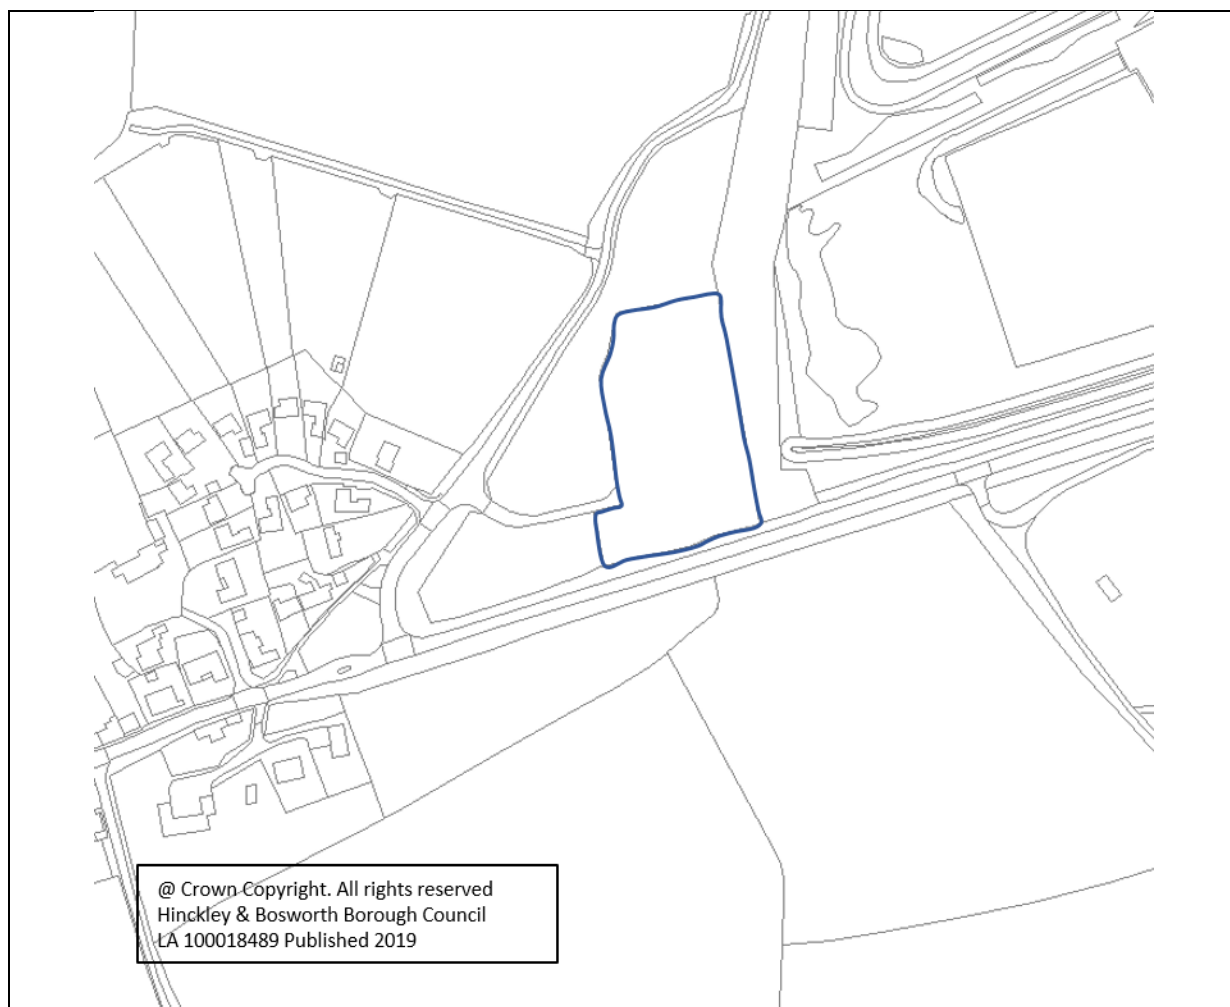 @ Crown Copyright. All rights reserved
Hinckley & Bosworth Borough Council
LA 100018489 Published 2019